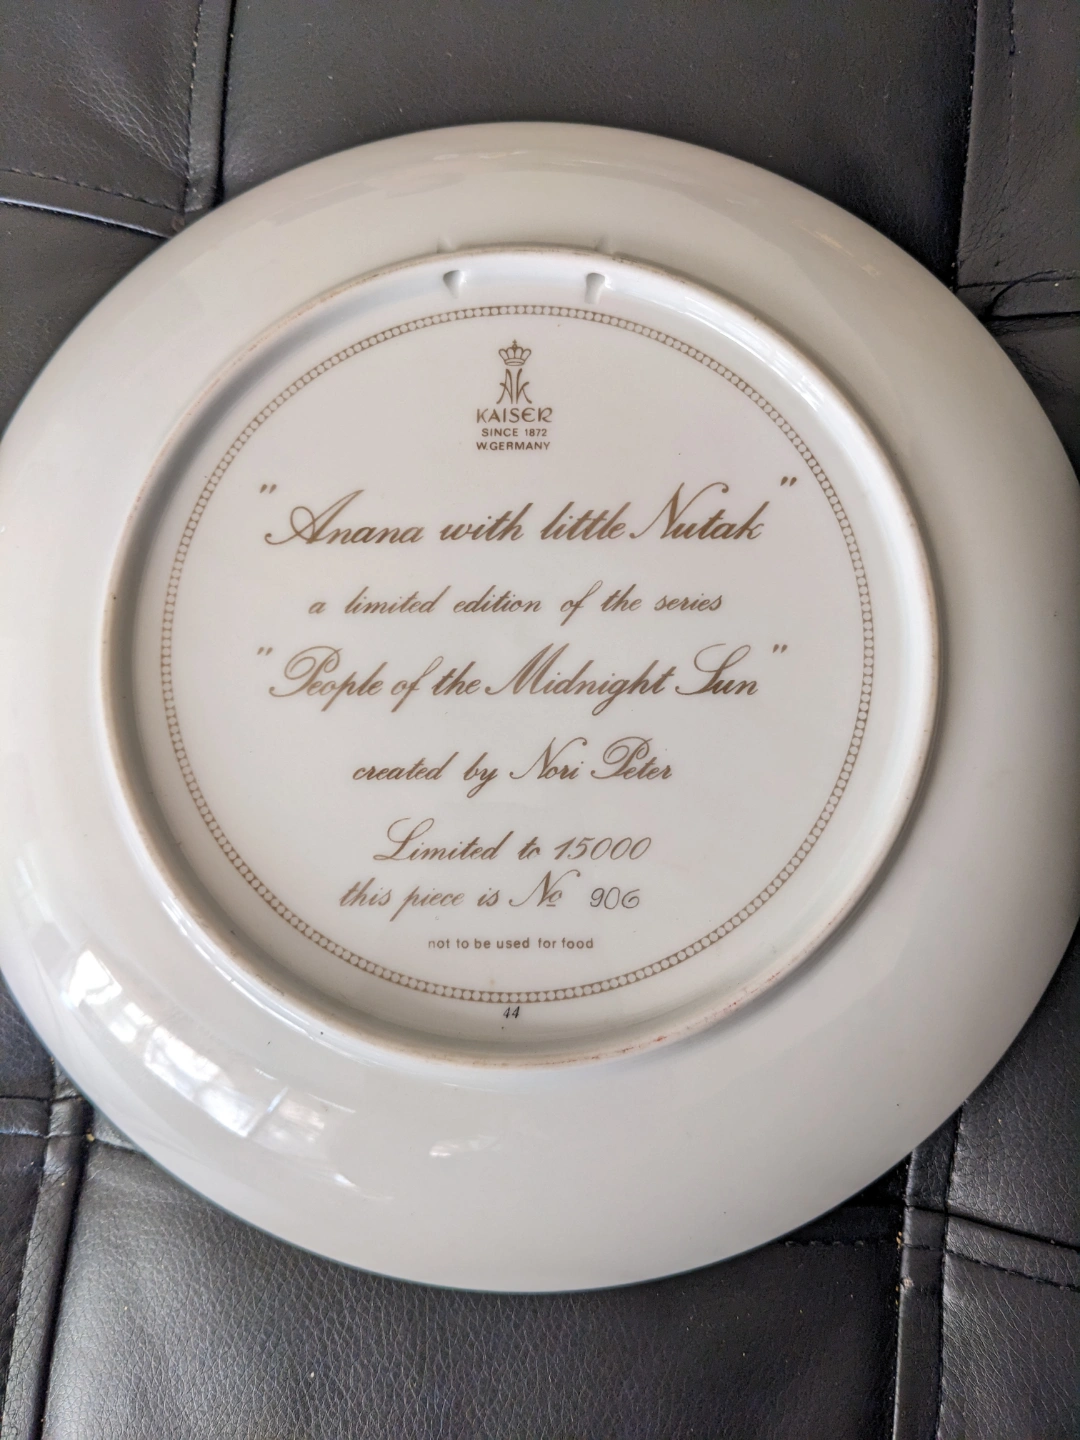 AK
KAISER
SINCE 1872
W.GERMANY
"Anana with little Nutak"
a limited edition of the series
"People of the Midnight Sun"
created by Nori Peter
Limited to 15000
this piece is No 906
not to be used for food
44